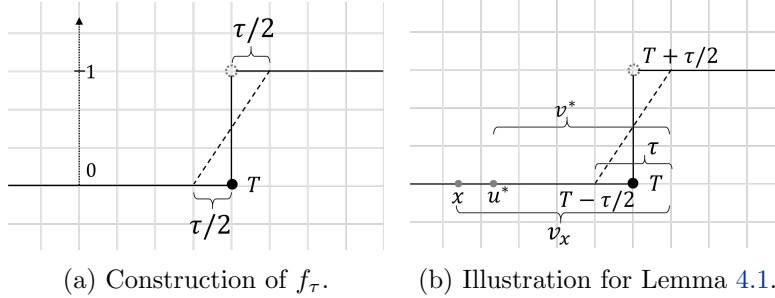 τ/2
1
0
T
τ/2
(a) Construction of f_τ.
T + τ/2
v*
τ
x
u*
T − τ/2
T
v_x
(b) Illustration for Lemma 4.1.